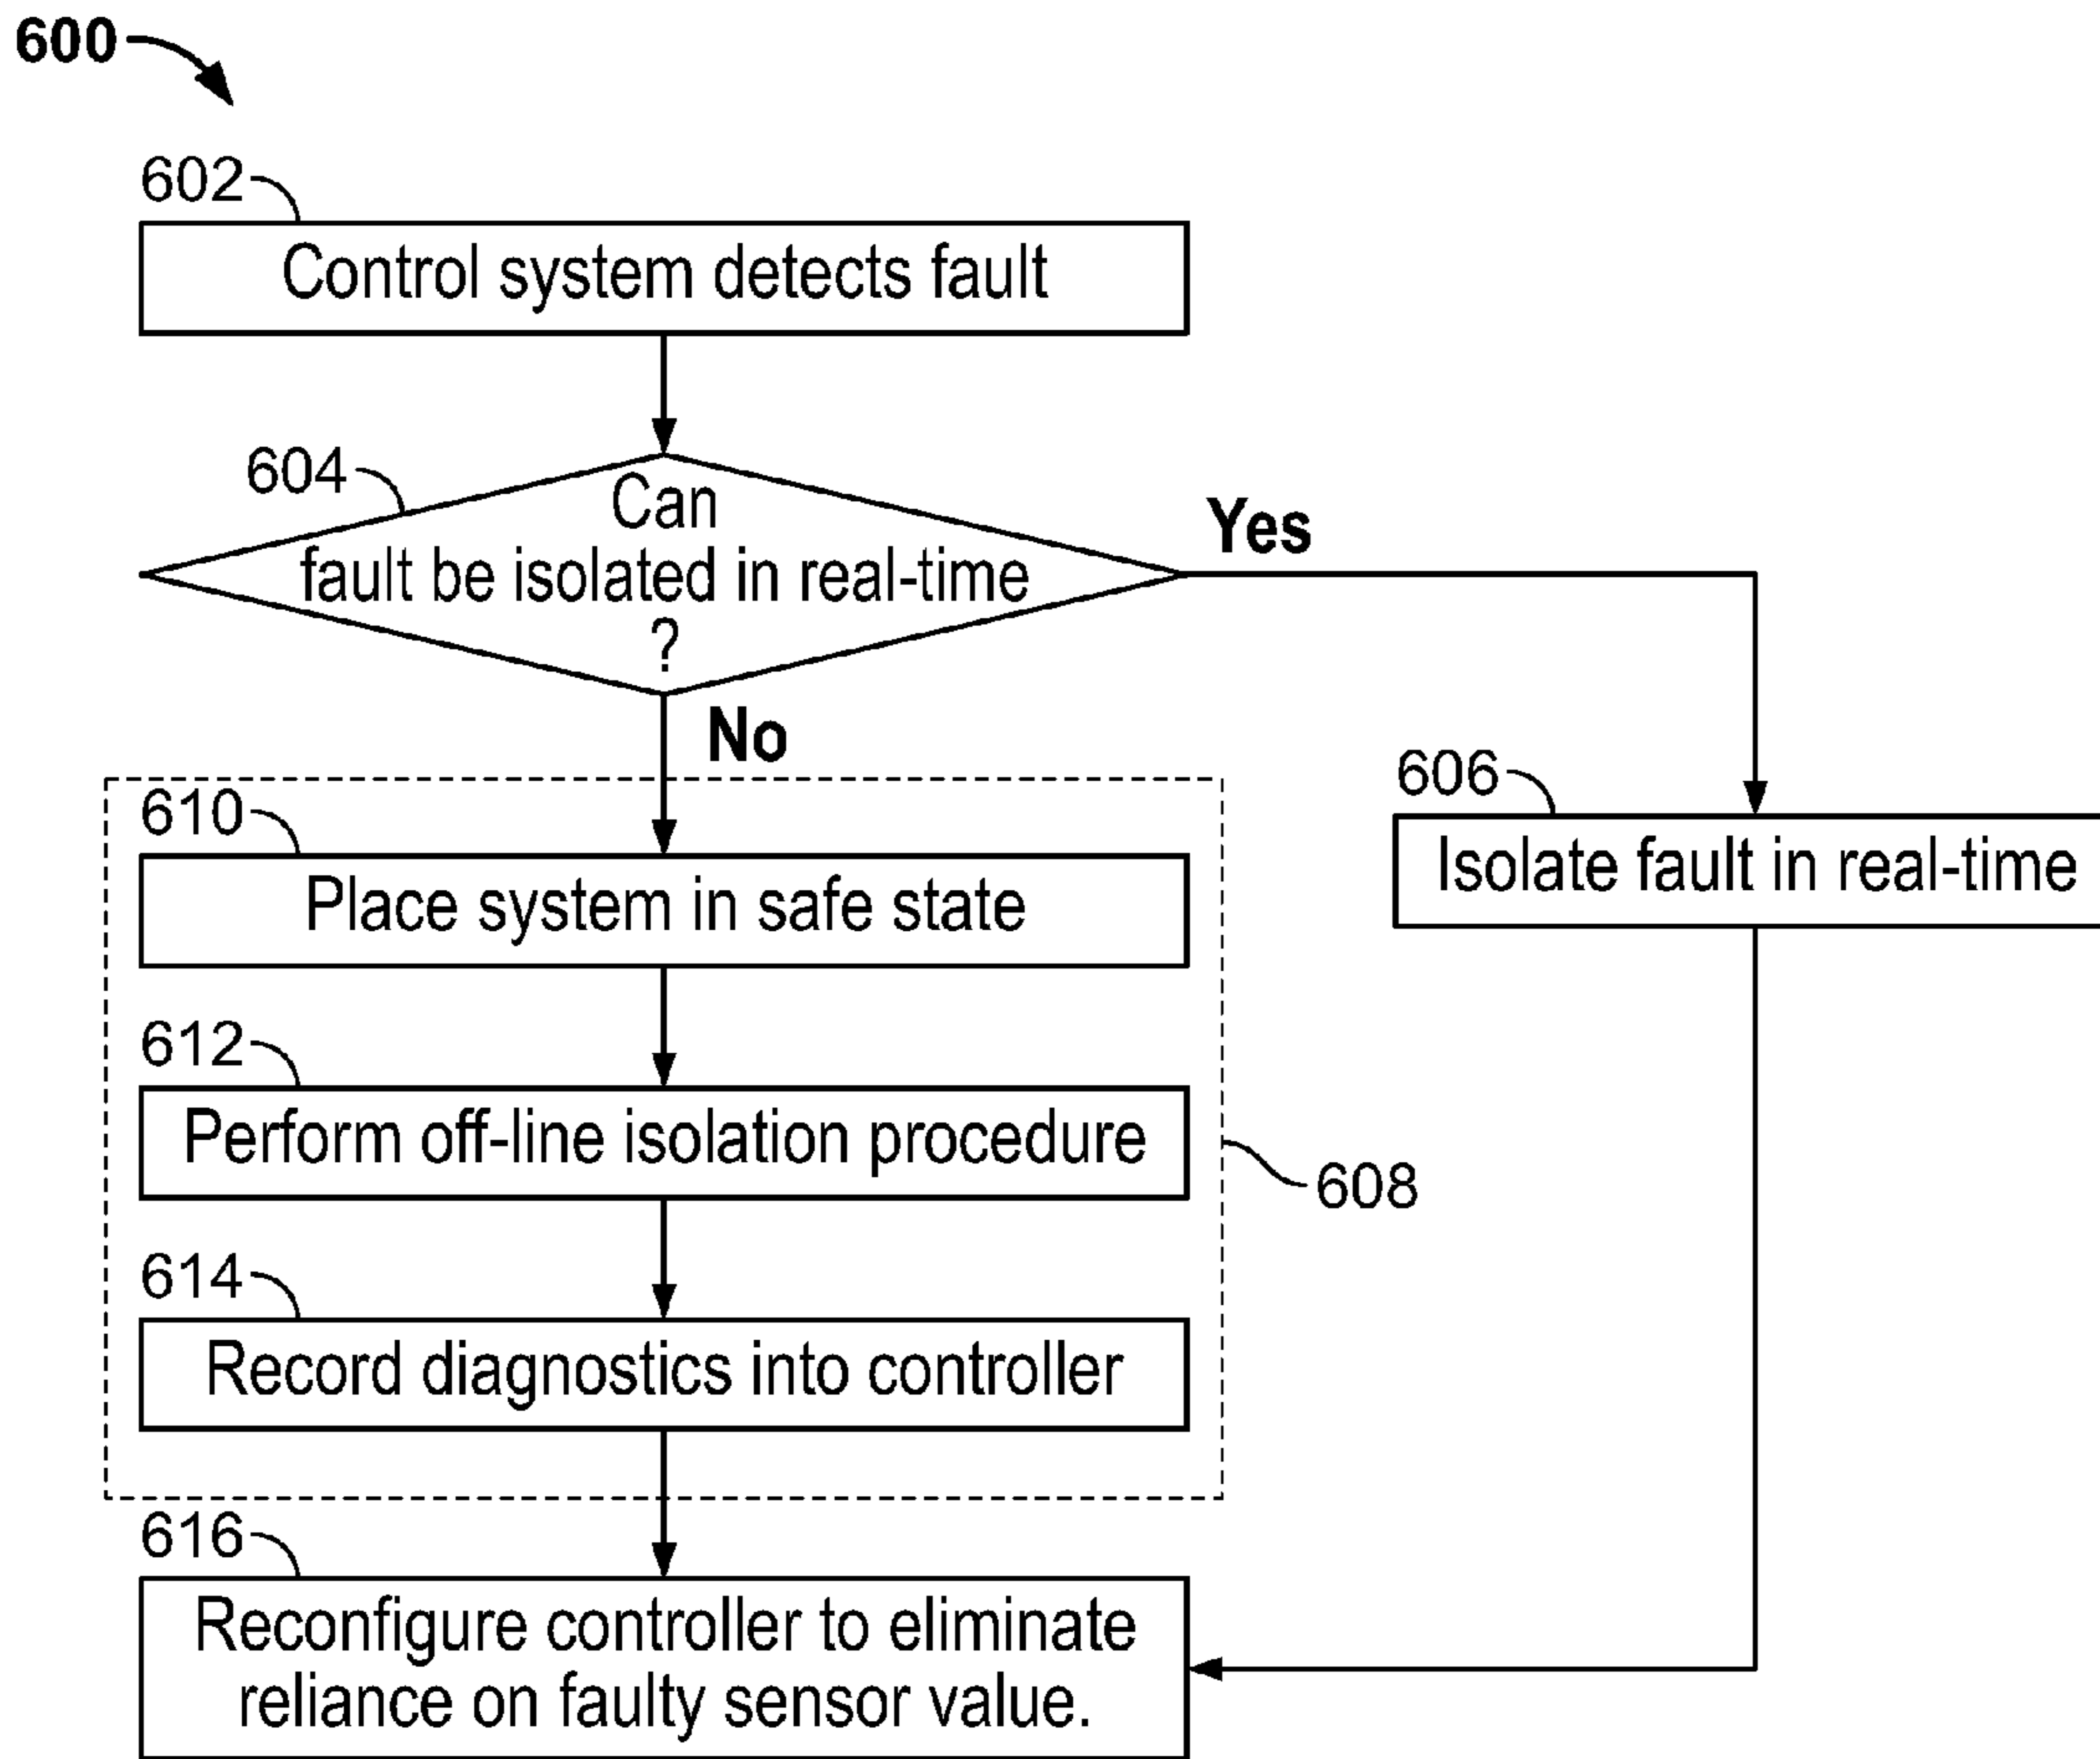 600
602
Control system detects fault
604
Can
fault be isolated in real-time
?
Yes
No
606
Isolate fault in real-time
610
Place system in safe state
612
Perform off-line isolation procedure
608
614
Record diagnostics into controller
616
Reconfigure controller to eliminate
reliance on faulty sensor value.